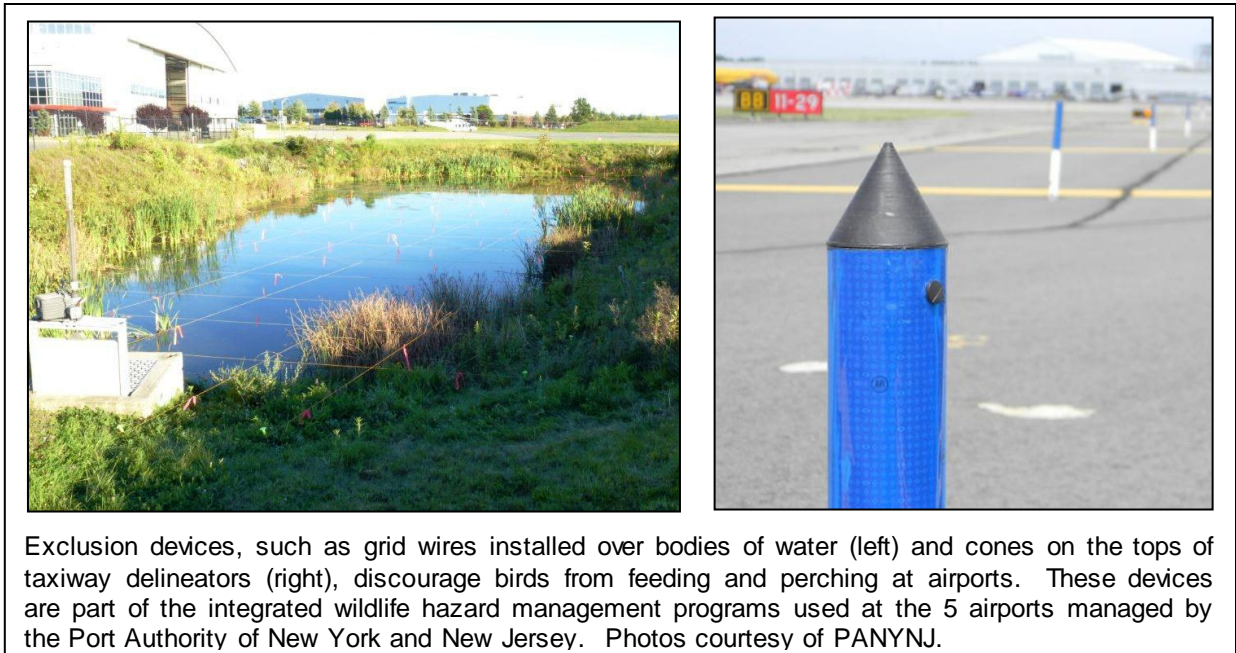 BB 11-29
Exclusion devices, such as grid wires installed over bodies of water (left) and cones on the tops of
taxiway delineators (right), discourage birds from feeding and perching at airports. These devices
are part of the integrated wildlife hazard management programs used at the 5 airports managed by
the Port Authority of New York and New Jersey. Photos courtesy of PANYNJ.